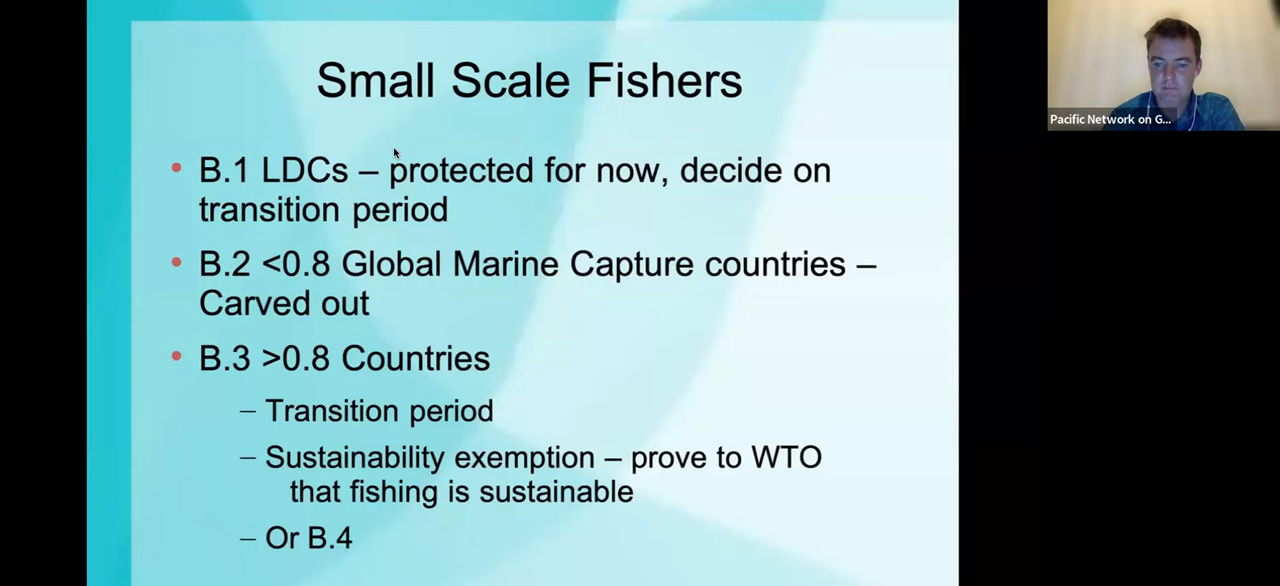 Small Scale Fishers
• B.1 LDCs – protected for now, decide on
transition period
• B.2 <0.8 Global Marine Capture countries –
Carved out
• B.3 >0.8 Countries
– Transition period
– Sustainability exemption – prove to WTO
that fishing is sustainable
– Or B.4
Pacific Network on G...